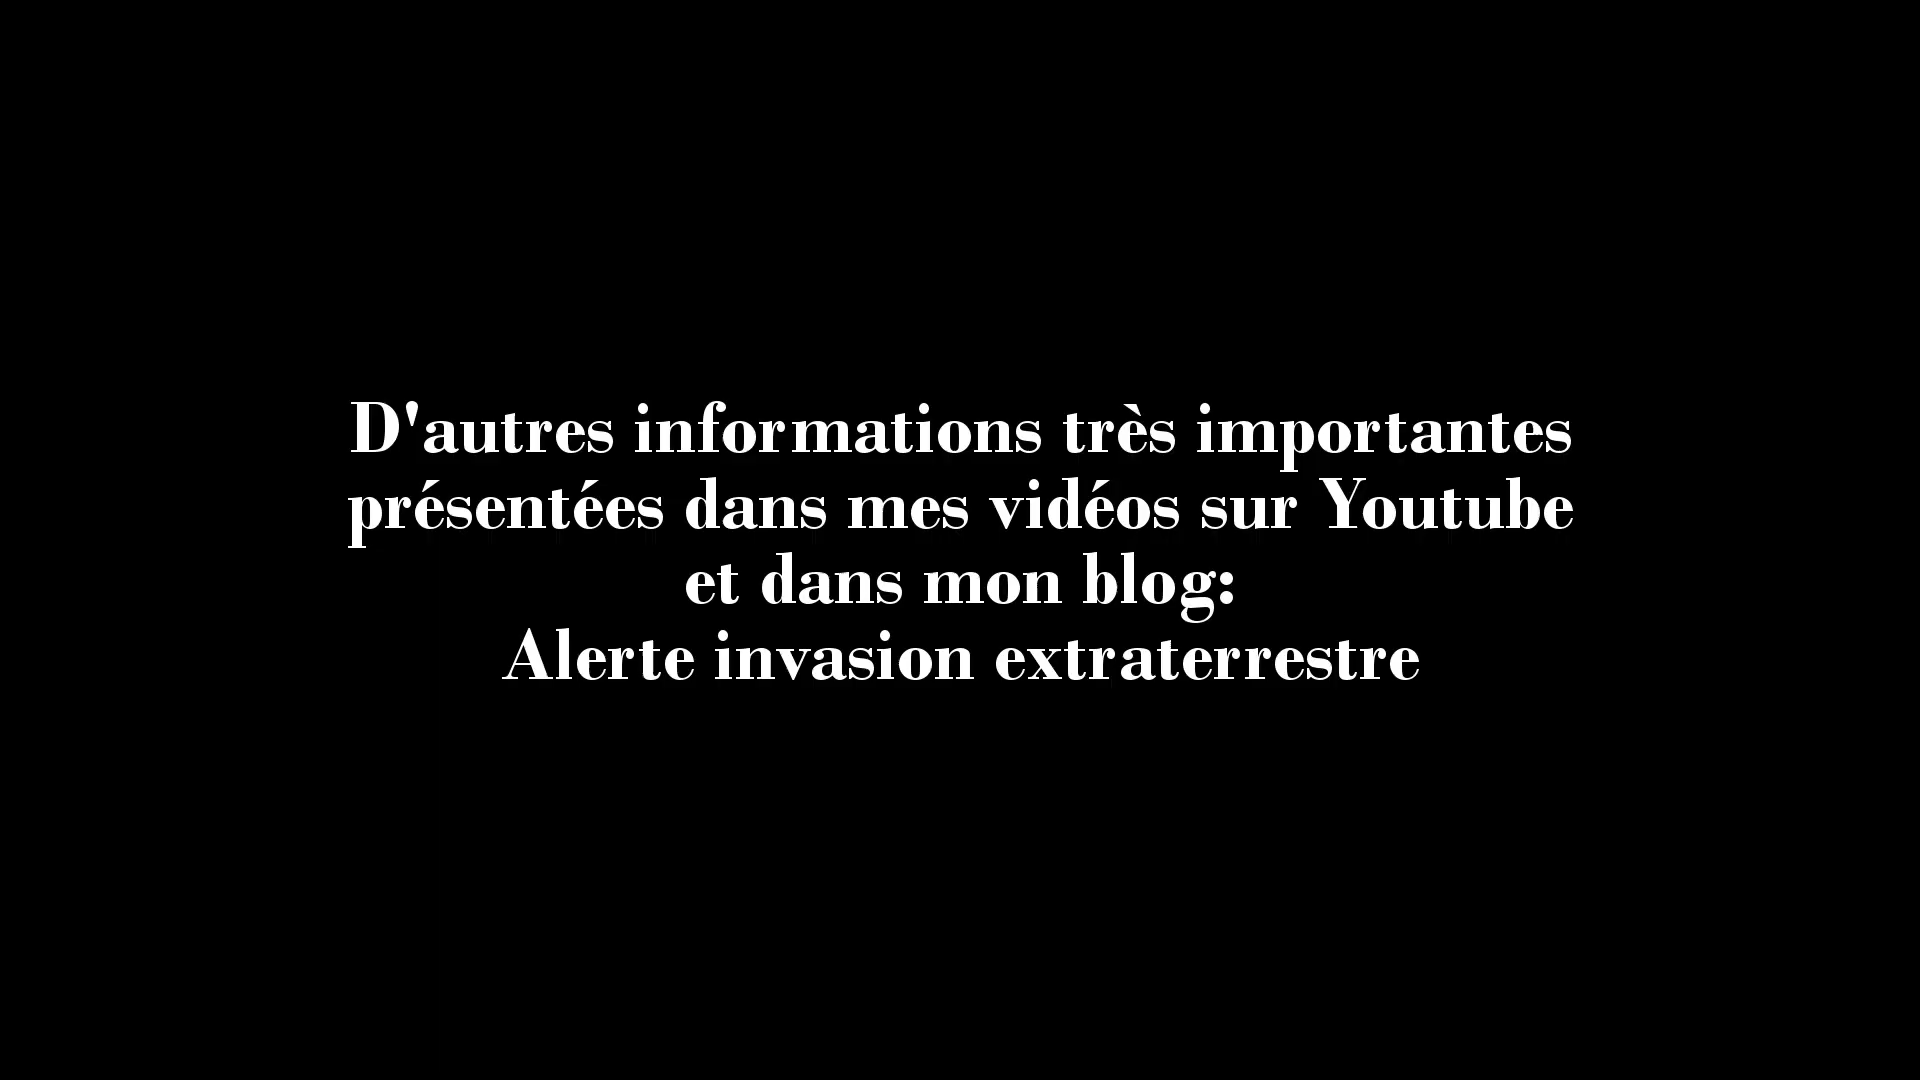 D'autres informations très importantes
présentées dans mes vidéos sur Youtube
et dans mon blog:
Alerte invasion extraterrestre